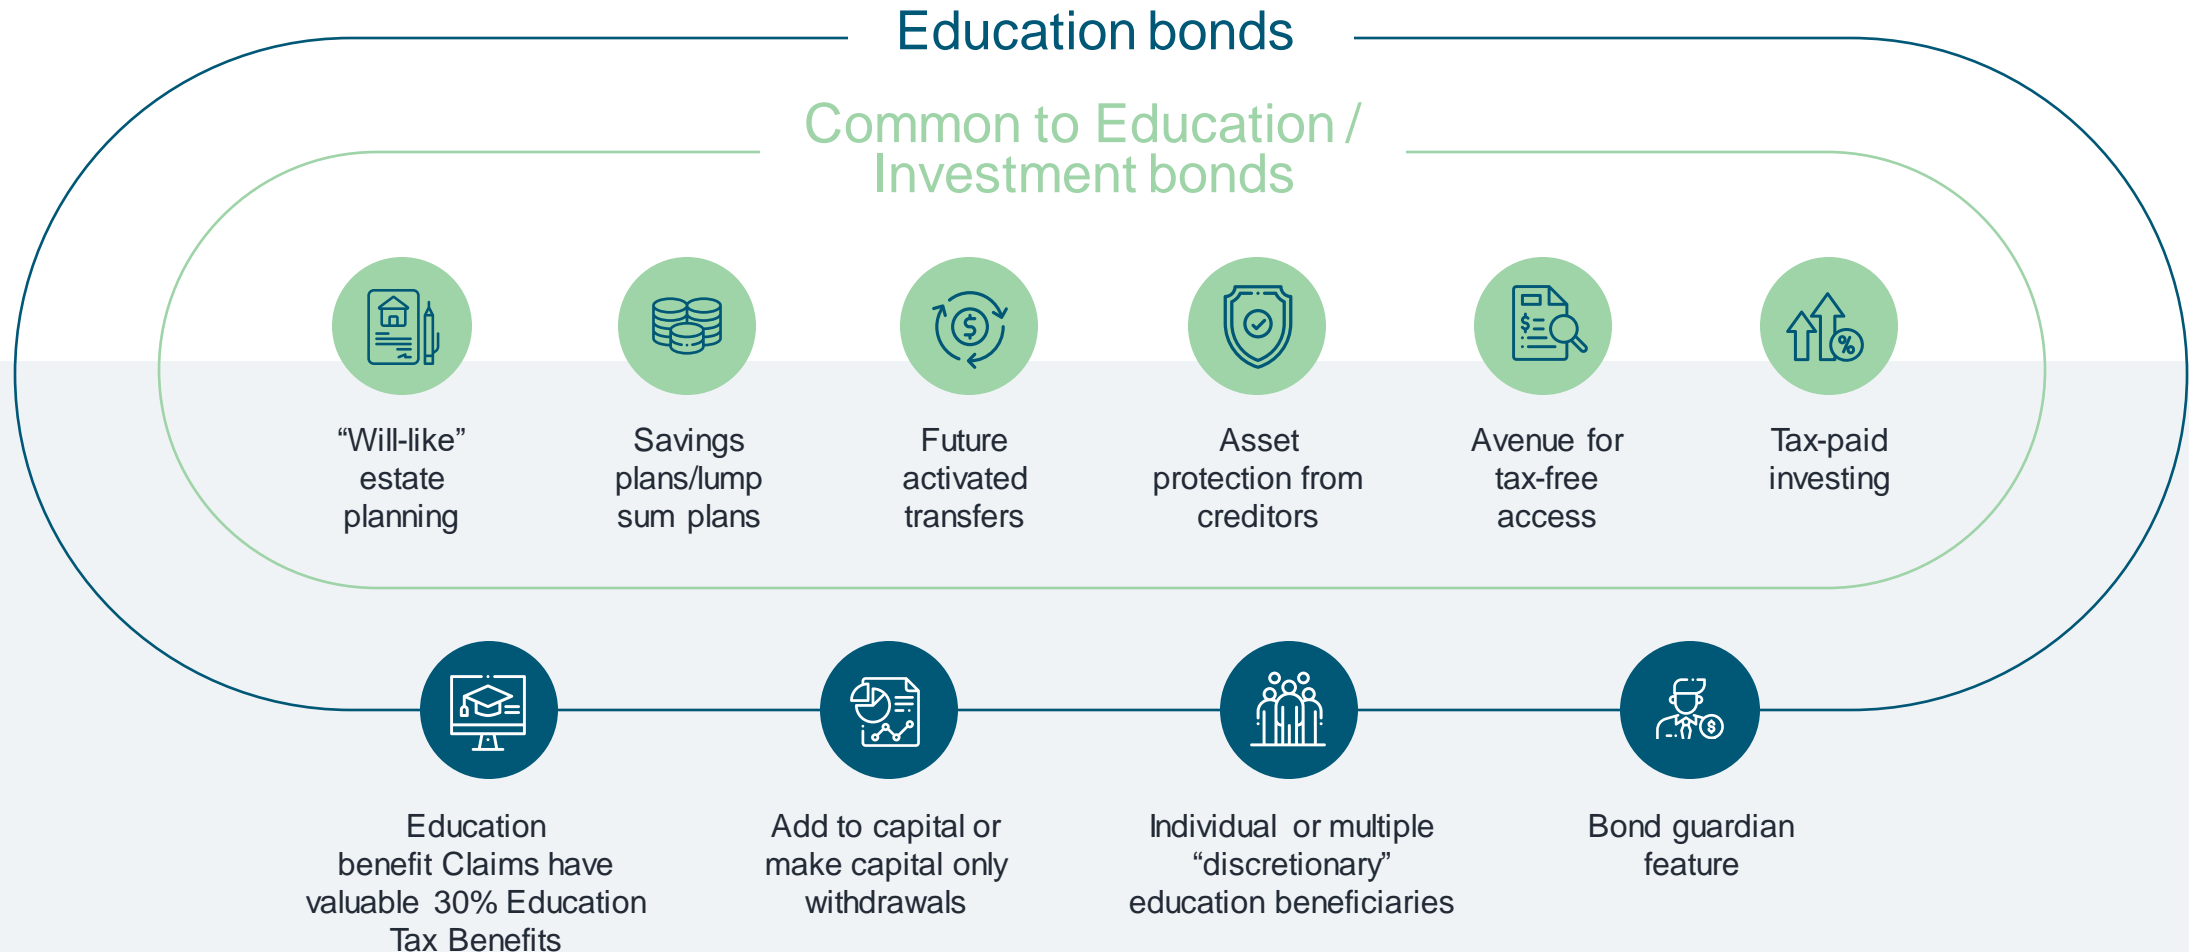 Education bonds
Common to Education /
Investment bonds
“Will-like”
estate
planning
Savings
plans/lump
sum plans
Future
activated
transfers
Asset
protection from
creditors
Avenue for
tax-free
access
Tax-paid
investing
Education
benefit Claims have
valuable 30% Education
Tax Benefits
Add to capital or
make capital only
withdrawals
Individual or multiple
“discretionary”
education beneficiaries
Bond guardian
feature